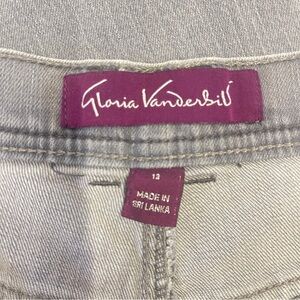 Gloria Vanderbilt
12
MADE IN
SRI LANKA